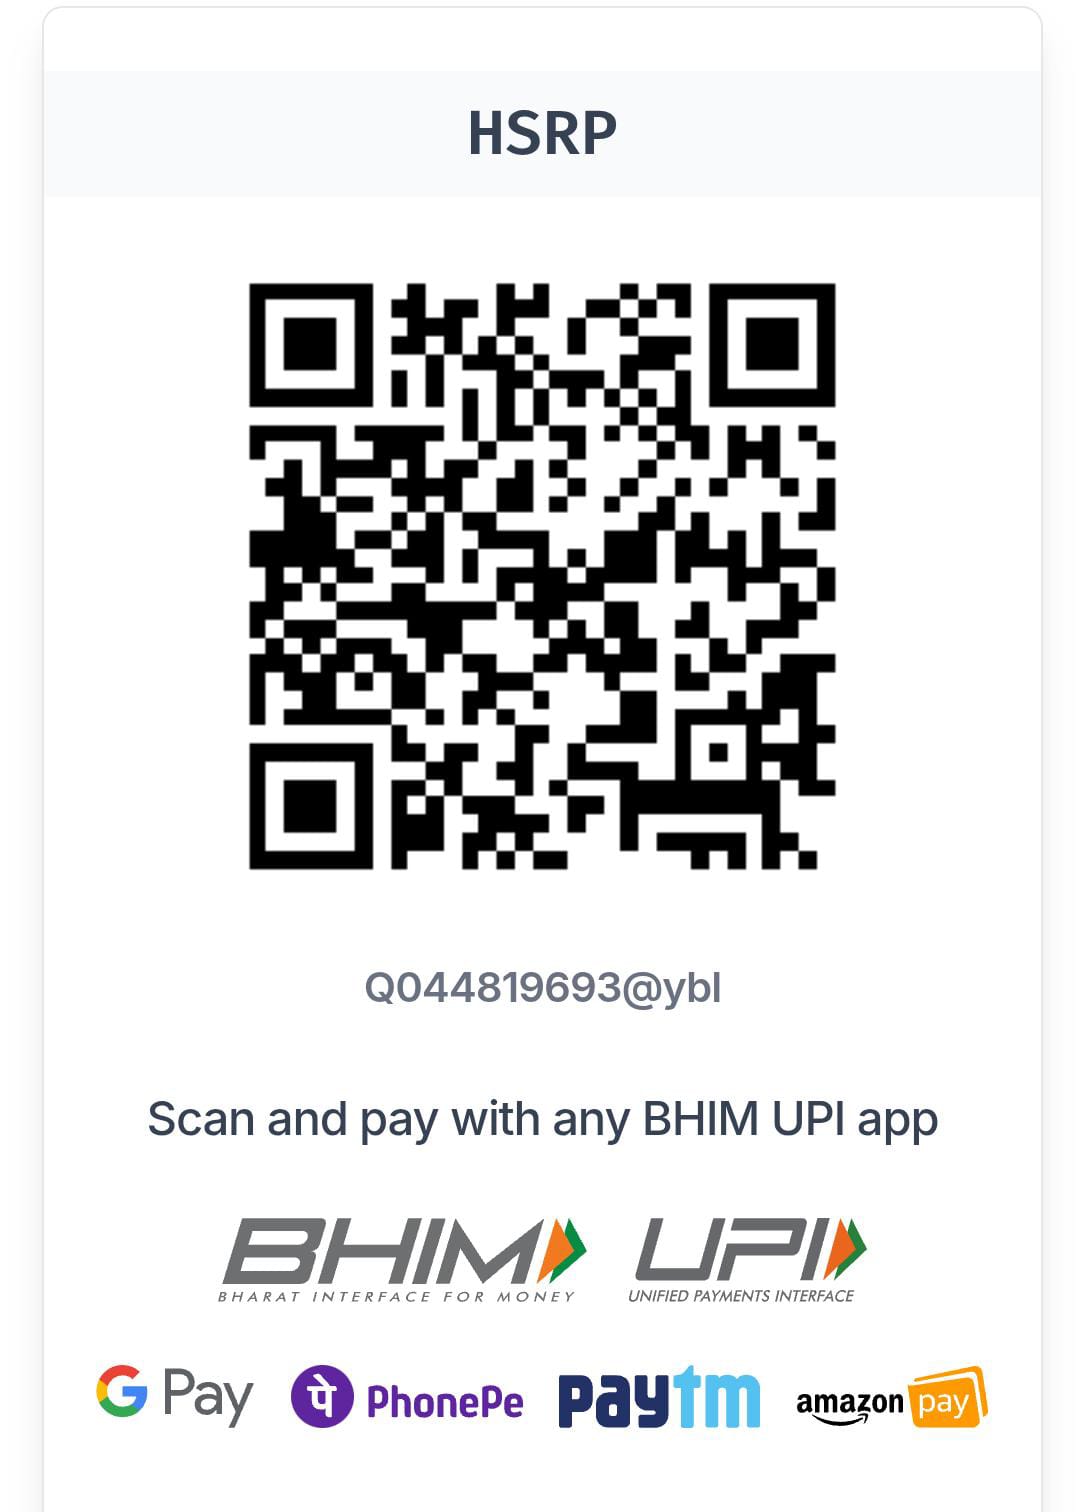 HSRP
Q044819693@ybl
Scan and pay with any BHIM UPI app
BHIM UPI
BHARAT INTERFACE FOR MONEY UNIFIED PAYMENTS INTERFACE
G Pay पे PhonePe paytm amazon pay